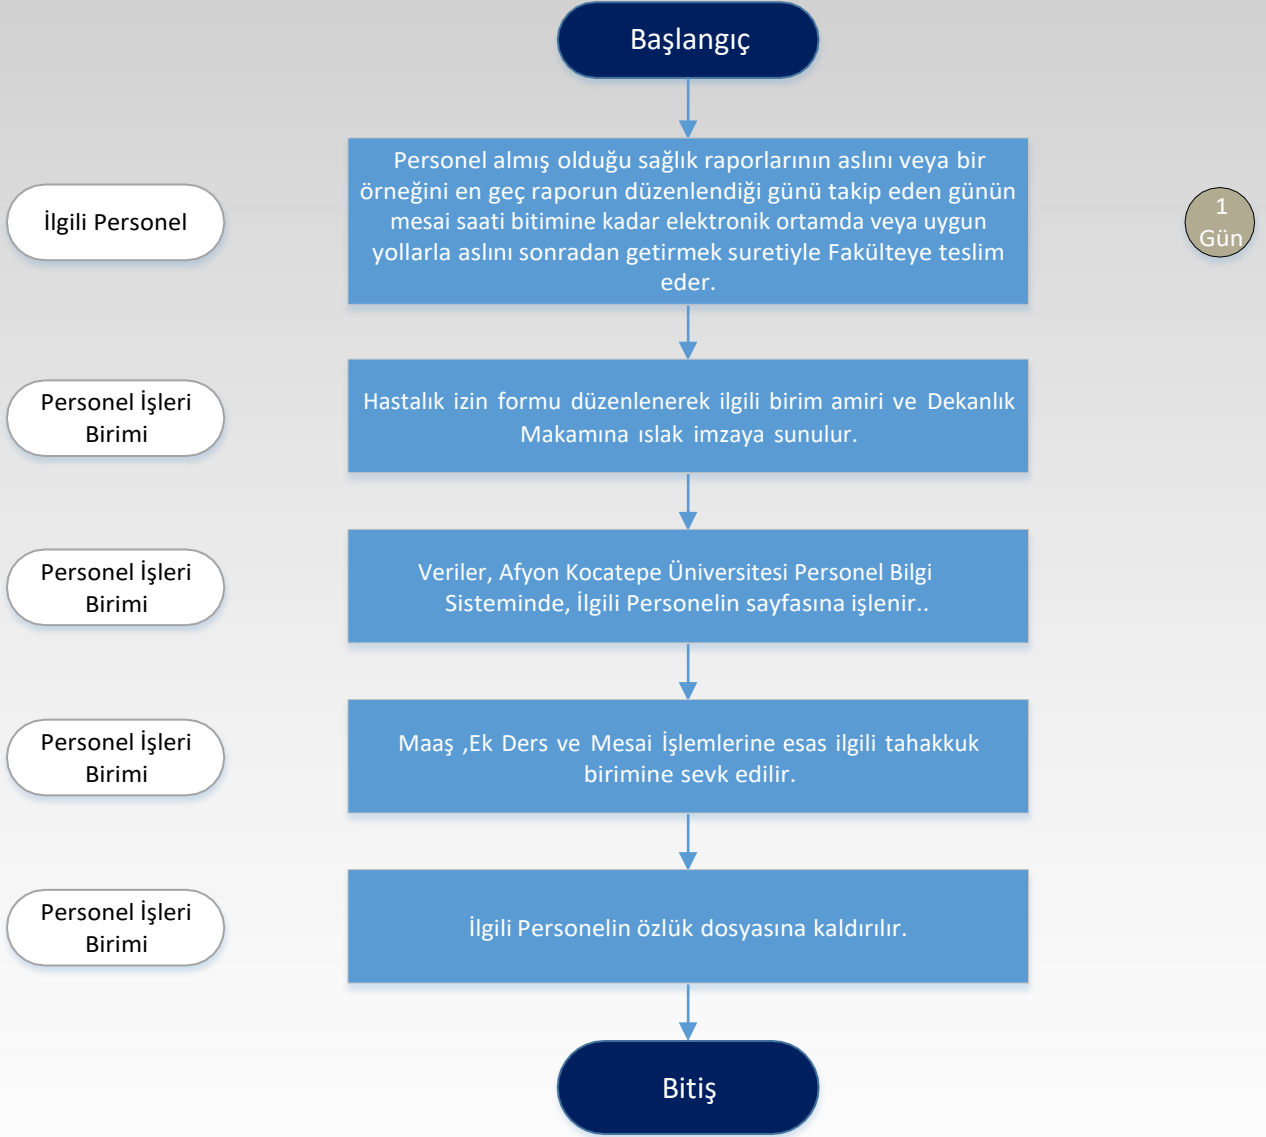 Başlangıç
Personel almış olduğu sağlık raporlarının aslını veya bir
örneğini en geç raporun düzenlendiği günü takip eden günün
mesai saati bitimine kadar elektronik ortamda veya uygun
yollarla aslını sonradan getirmek suretiyle Fakülteye teslim
eder.
İlgili Personel
1
Gün
Personel İşleri
Birimi
Hastalık izin formu düzenlenerek ilgili birim amiri ve Dekanlık
Makamına ıslak imzaya sunulur.
Personel İşleri
Birimi
Veriler, Afyon Kocatepe Üniversitesi Personel Bilgi
Sisteminde, İlgili Personelin sayfasına işlenir..
Personel İşleri
Birimi
Maaş ,Ek Ders ve Mesai İşlemlerine esas ilgili tahakkuk
birimine sevk edilir.
Personel İşleri
Birimi
İlgili Personelin özlük dosyasına kaldırılır.
Bitiş